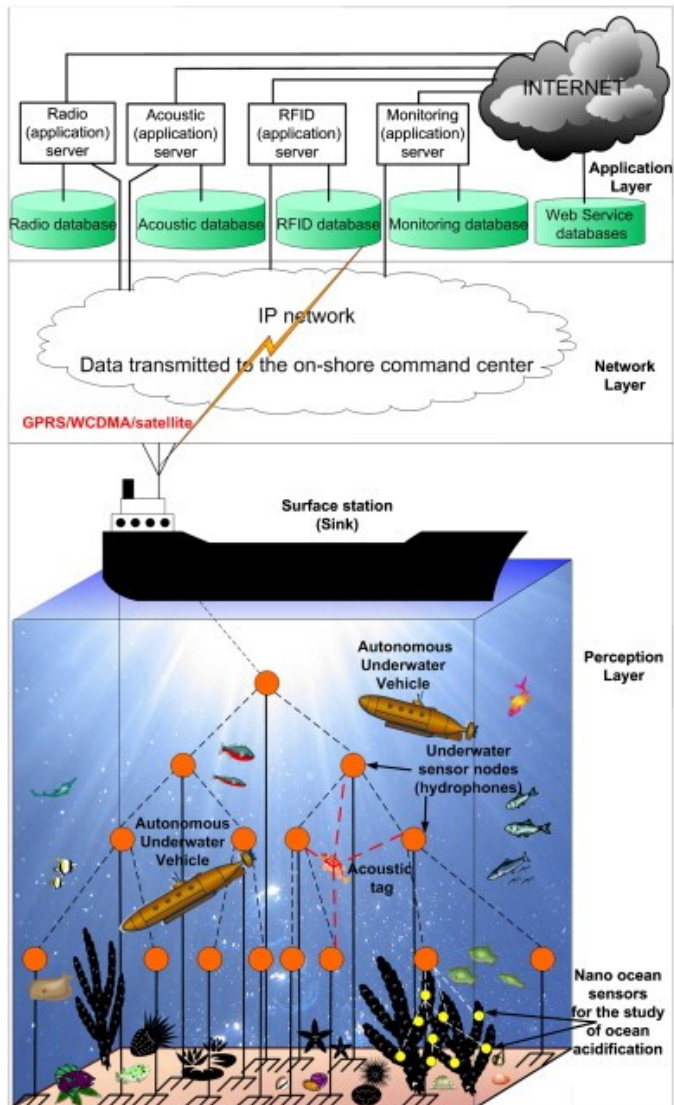 INTERNET
Radio
(application)
server
Acoustic
(application)
server
RFID
(application)
server
Monitoring
(application)
server
Application
Layer
Radio database
Acoustic database
RFID database
Monitoring database
Web Service
databases
IP network
Data transmitted to the on-shore command center
Network
Layer
GPRS/WCDMA/satellite
Surface station
(Sink)
Perception
Layer
Autonomous
Underwater
Vehicle
Underwater
sensor nodes
(hydrophones)
Autonomous
Underwater
Vehicle
Acoustic
tag
Nano ocean
sensors
for the study
of ocean
acidification